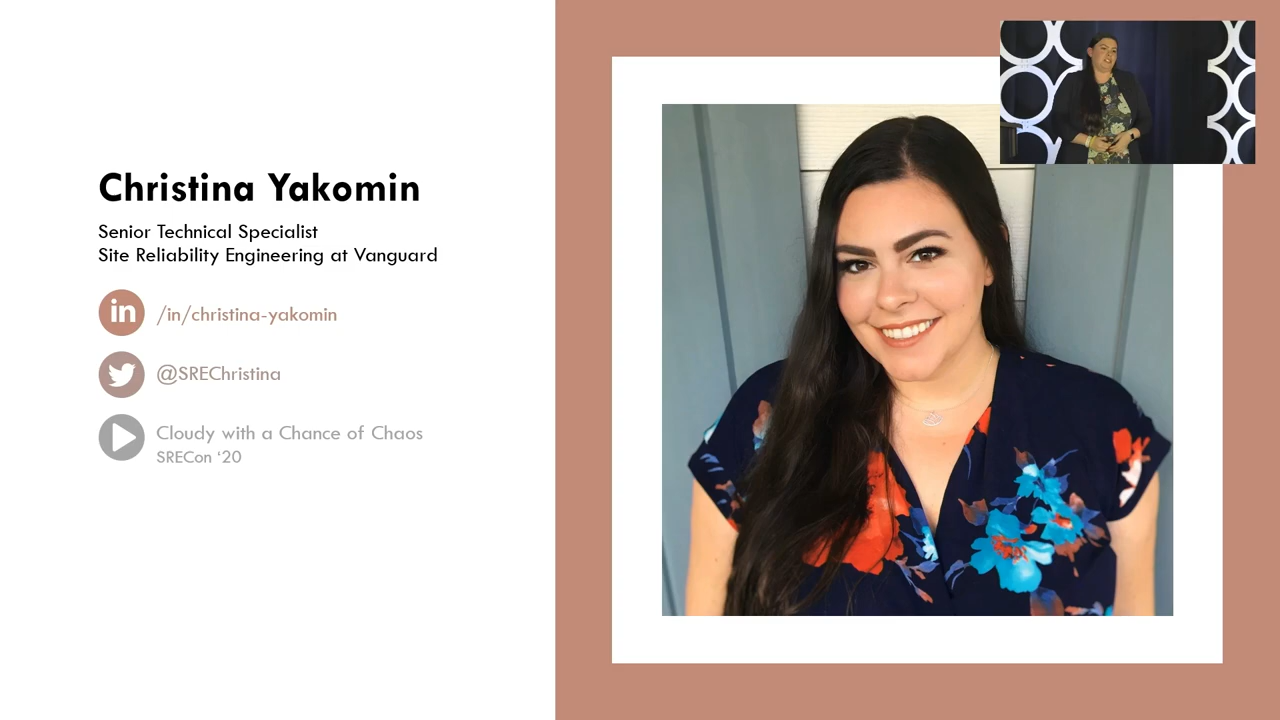 Christina Yakomin
Senior Technical Specialist
Site Reliability Engineering at Vanguard
in
/in/christina-yakomin
@SREChristina
Cloudy with a Chance of Chaos
SRECon ‘20